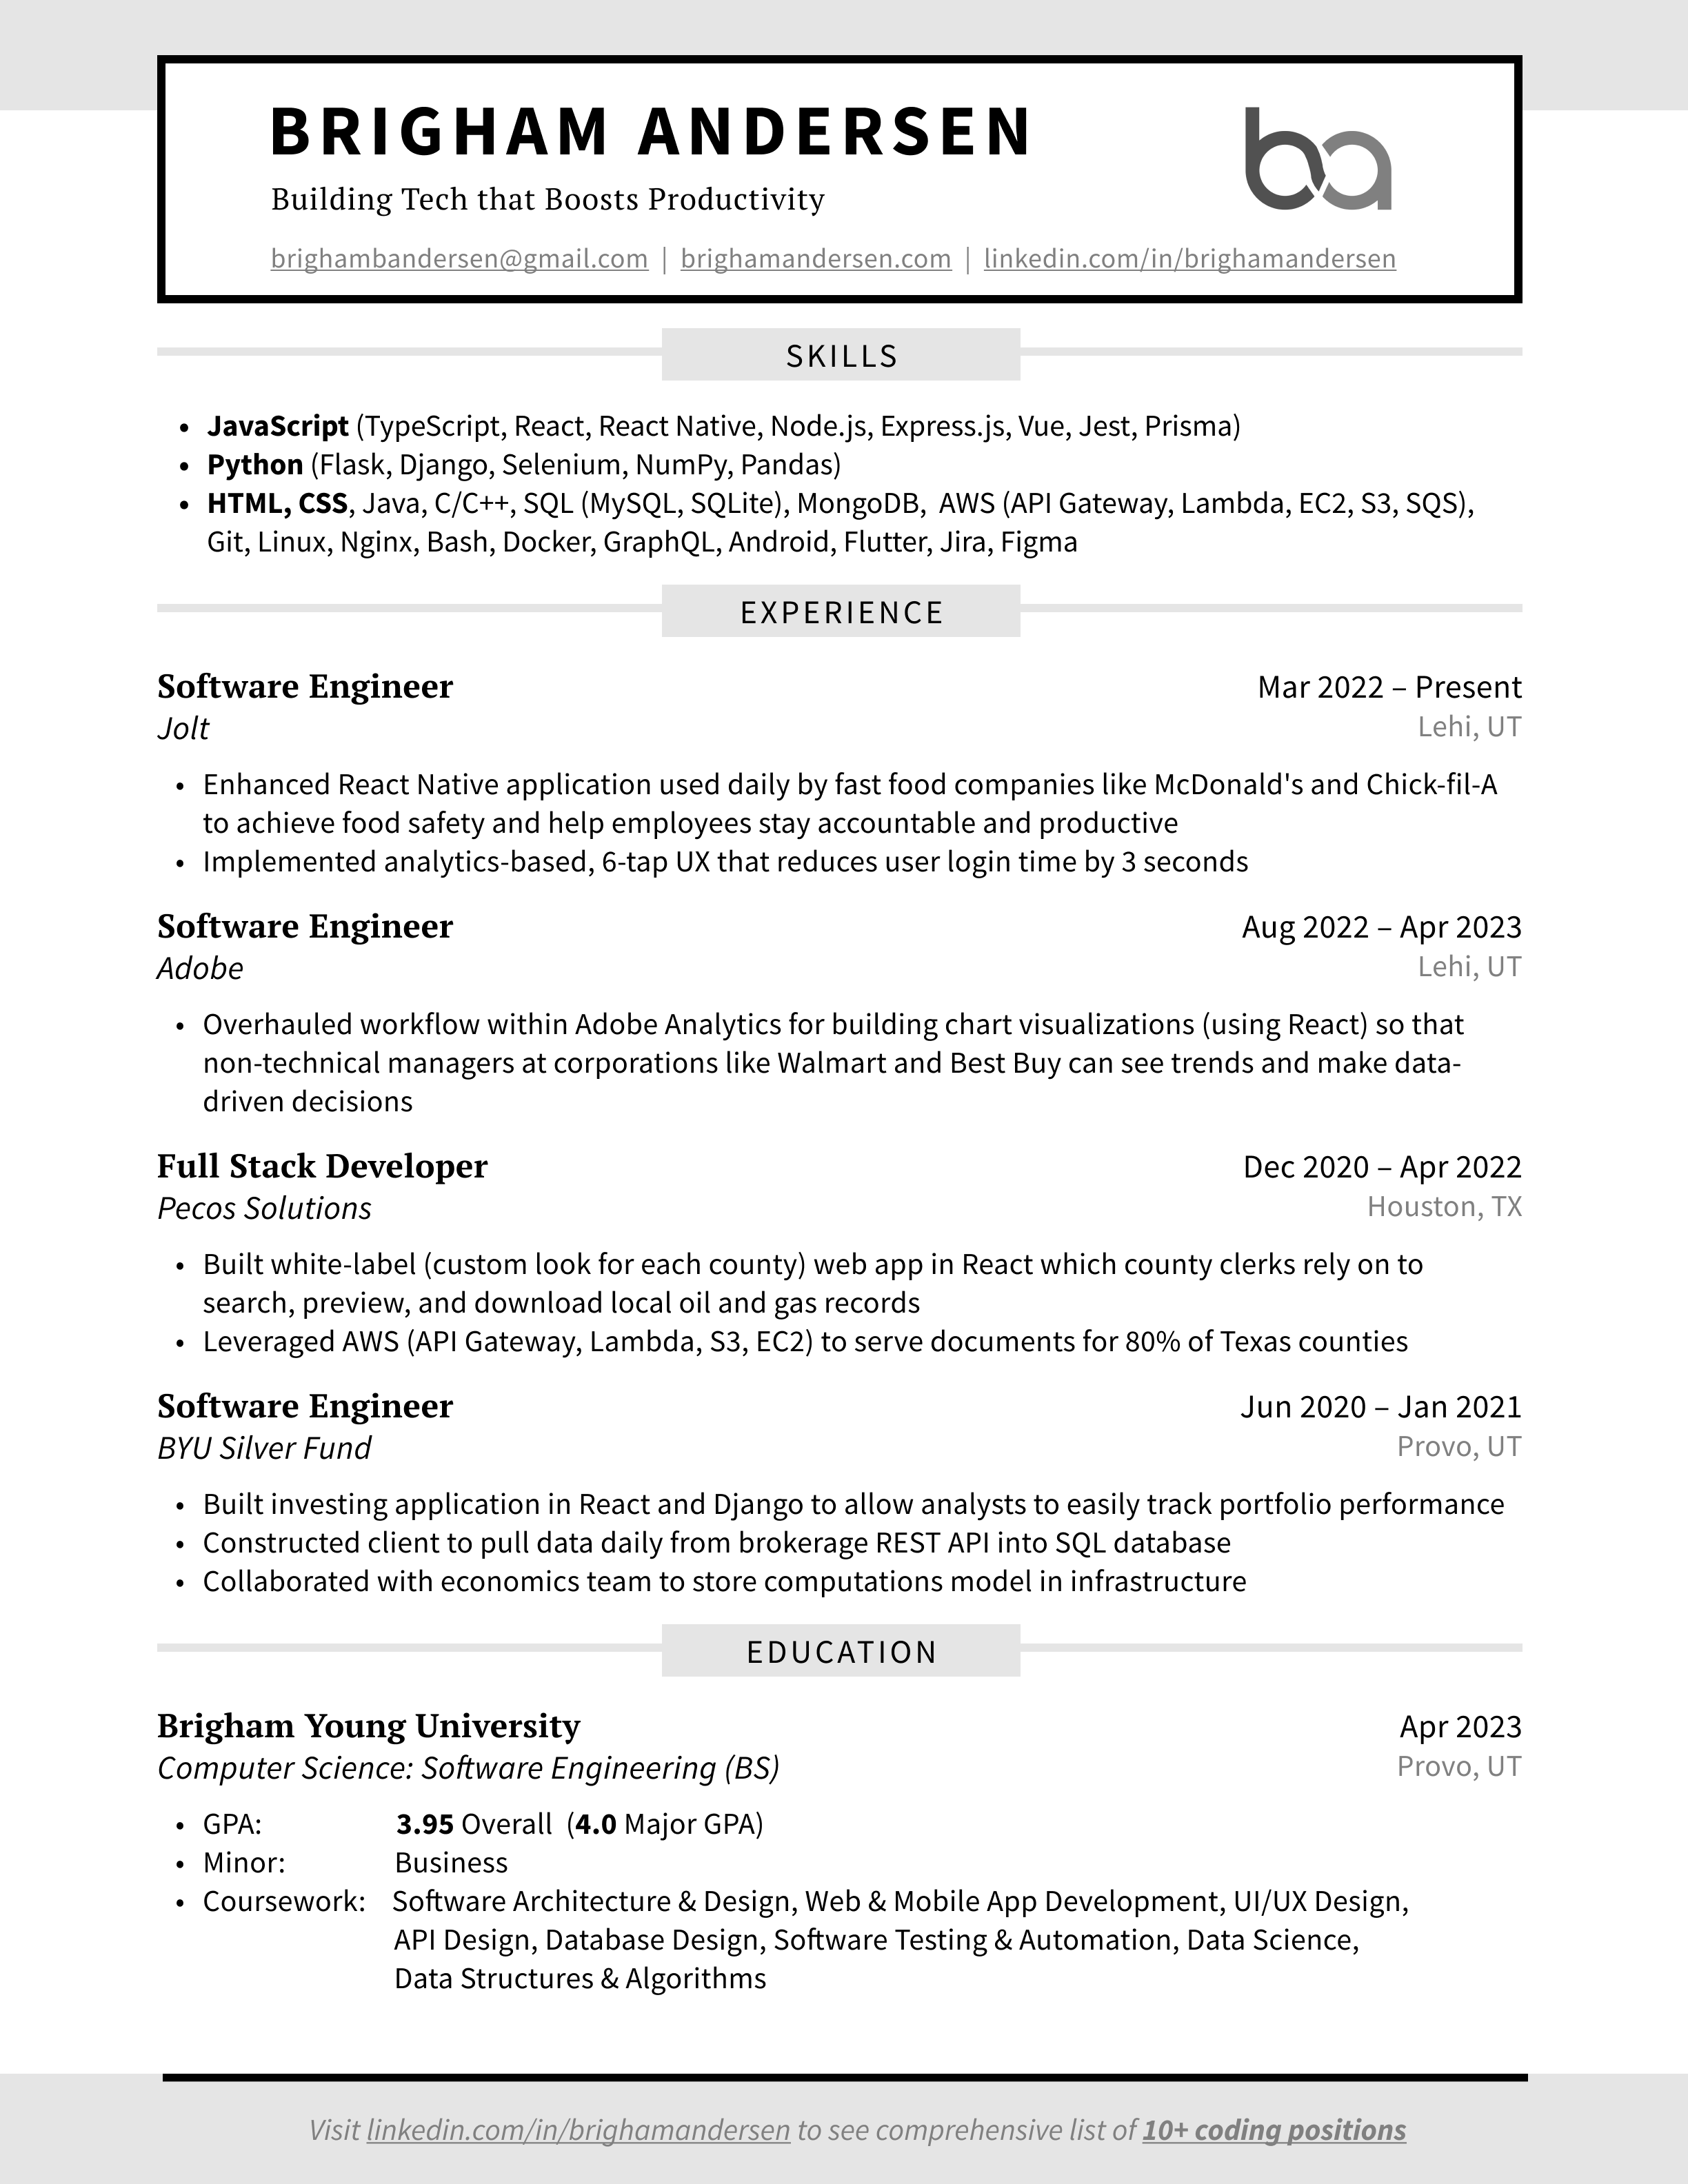 BRIGHAM ANDERSEN
ba
Building Tech that Boosts Productivity
brighambandersen@gmail.com | brighamandersen.com | linkedin.com/in/brighamandersen
SKILLS
• JavaScript (TypeScript, React, React Native, Node.js, Express.js, Vue, Jest, Prisma)
• Python (Flask, Django, Selenium, NumPy, Pandas)
• HTML, CSS, Java, C/C++, SQL (MySQL, SQLite), MongoDB,  AWS (API Gateway, Lambda, EC2, S3, SQS),
Git, Linux, Nginx, Bash, Docker, GraphQL, Android, Flutter, Jira, Figma
EXPERIENCE
Software Engineer Mar 2022 – Present
Jolt Lehi, UT
• Enhanced React Native application used daily by fast food companies like McDonald's and Chick-fil-A
to achieve food safety and help employees stay accountable and productive
• Implemented analytics-based, 6-tap UX that reduces user login time by 3 seconds
Software Engineer Aug 2022 – Apr 2023
Adobe Lehi, UT
• Overhauled workflow within Adobe Analytics for building chart visualizations (using React) so that
non-technical managers at corporations like Walmart and Best Buy can see trends and make data-
driven decisions
Full Stack Developer Dec 2020 – Apr 2022
Pecos Solutions Houston, TX
• Built white-label (custom look for each county) web app in React which county clerks rely on to
search, preview, and download local oil and gas records
• Leveraged AWS (API Gateway, Lambda, S3, EC2) to serve documents for 80% of Texas counties
Software Engineer Jun 2020 – Jan 2021
BYU Silver Fund Provo, UT
• Built investing application in React and Django to allow analysts to easily track portfolio performance
• Constructed client to pull data daily from brokerage REST API into SQL database
• Collaborated with economics team to store computations model in infrastructure
EDUCATION
Brigham Young University Apr 2023
Computer Science: Software Engineering (BS) Provo, UT
• GPA: 3.95 Overall  (4.0 Major GPA)
• Minor: Business
• Coursework: Software Architecture & Design, Web & Mobile App Development, UI/UX Design,
API Design, Database Design, Software Testing & Automation, Data Science,
Data Structures & Algorithms
Visit linkedin.com/in/brighamandersen to see comprehensive list of 10+ coding positions